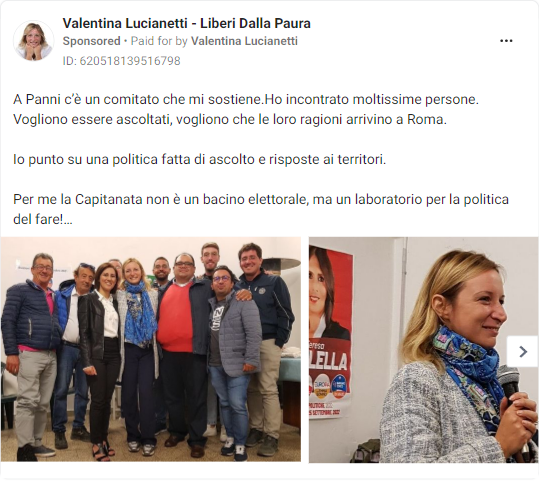 Valentina Lucianetti - Liberi Dalla Paura
Sponsored • Paid for by Valentina Lucianetti
ID: 620518139516798
A Panni c'è un comitato che mi sostiene.Ho incontrato moltissime persone.
Vogliono essere ascoltati, vogliono che le loro ragioni arrivino a Roma.
Io punto su una politica fatta di ascolto e risposte ai territori.
Per me la Capitanata non è un bacino elettorale, ma un laboratorio per la politica
del fare!...
LELLA
EUROPA